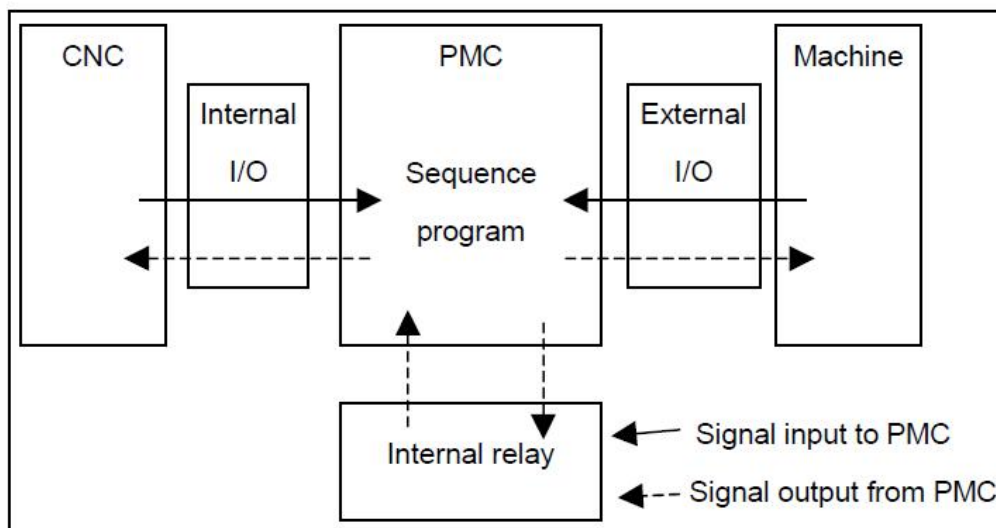 CNC
PMC
Machine
Internal
I/O
External
I/O
Sequence
program
Internal relay
Signal input to PMC
Signal output from PMC